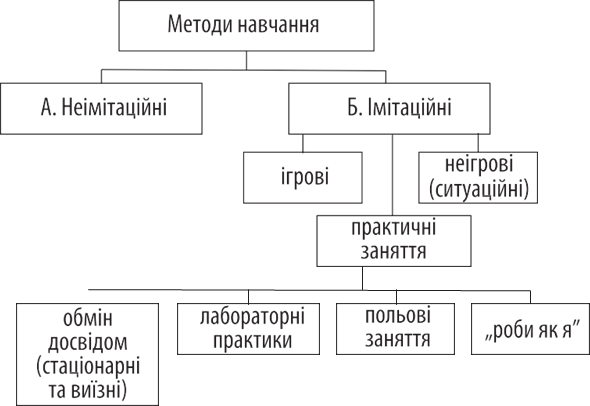 Методи навчання
А. Неімітаційні
Б. Імітаційні
ігрові
неігрові
(ситуаційні)
практичні
заняття
обмін
досвідом
(стаціонарні
та виїзні)
лабораторні
практики
польові
заняття
„роби як я”